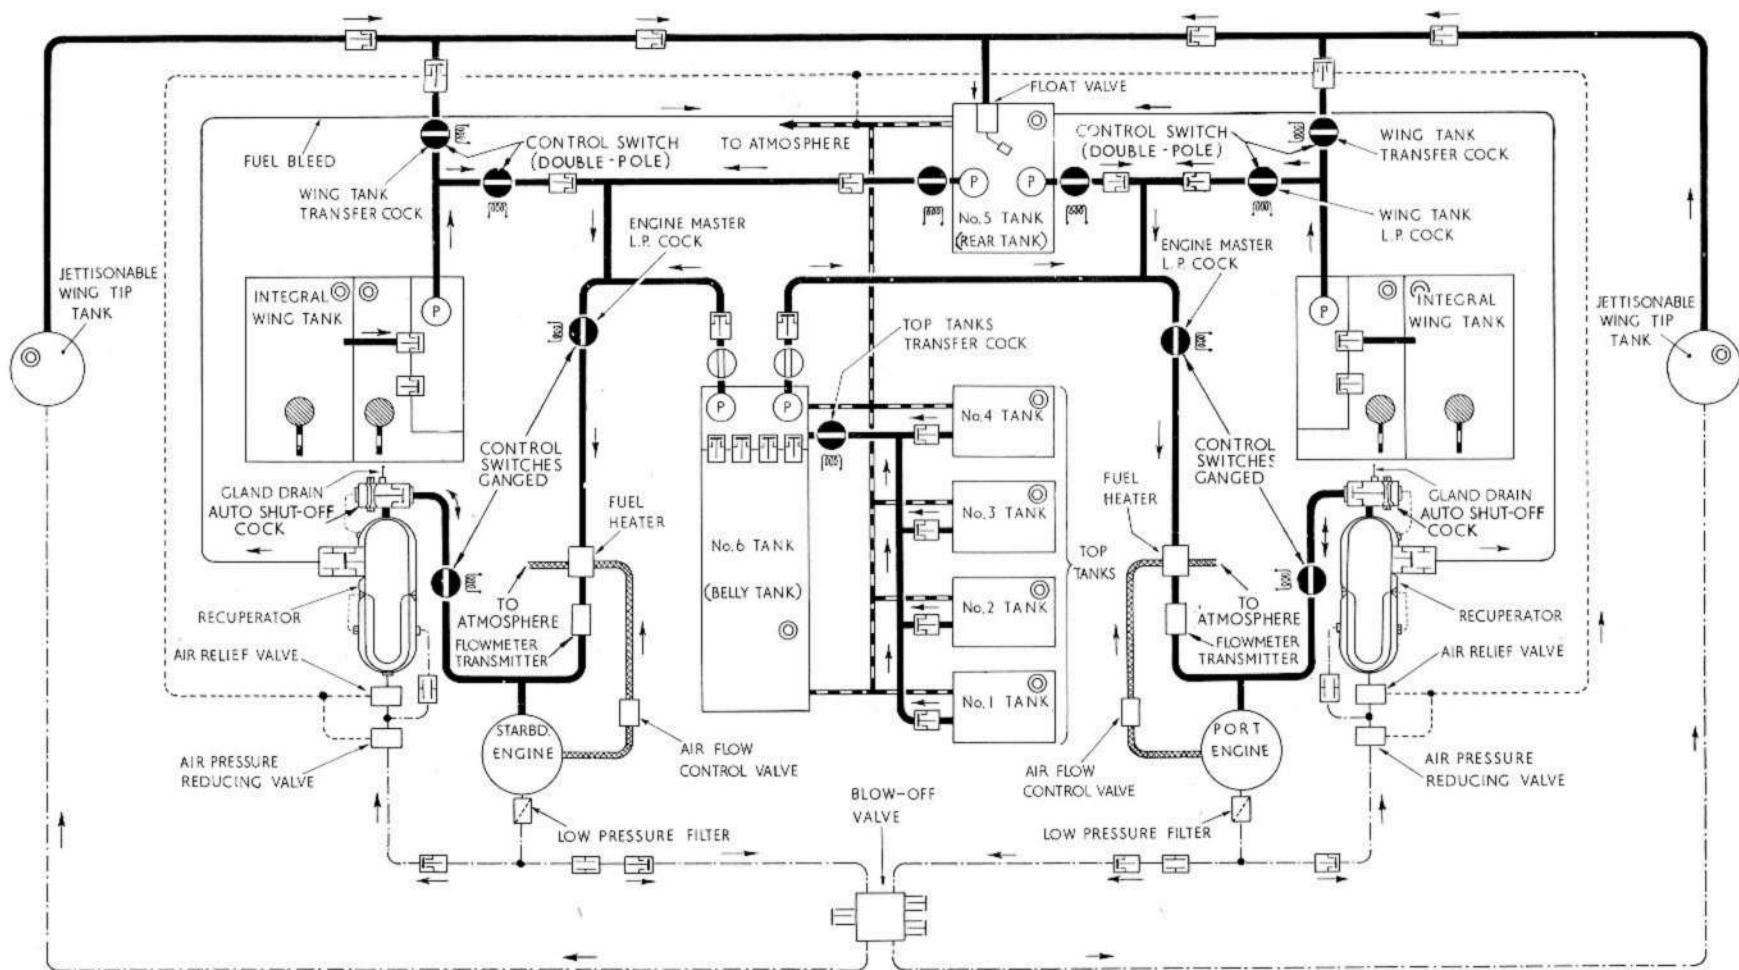 FLOAT VALVE
TO ATMOSPHERE
CONTROL SWITCH
(DOUBLE-POLE)
CONTROL SWITCH
(DOUBLE-POLE)
WING TANK
TRANSFER COCK
FUEL BLEED
WING TANK
TRANSFER COCK
P
P
No.5 TANK
(REAR TANK)
WING TANK
L.P. COCK
ENGINE MASTER
L.P. COCK
ENGINE MASTER
L.P. COCK
JETTISONABLE
WING TIP
TANK
INTEGRAL
WING TANK
P
P
INTEGRAL
WING TANK
JETTISONABLE
WING TIP
TANK
TOP TANKS
TRANSFER COCK
P
P
No.4 TANK
CONTROL
SWITCHES
GANGED
CONTROL
SWITCHES
GANGED
GLAND DRAIN
AUTO SHUT-OFF
COCK
FUEL
HEATER
No.3 TANK
FUEL
HEATER
GLAND DRAIN
AUTO SHUT-OFF
COCK
No.6 TANK
(BELLY TANK)
TOP
TANKS
RECUPERATOR
TO
ATMOSPHERE
FLOWMETER
TRANSMITTER
No.2 TANK
TO
ATMOSPHERE
FLOWMETER
TRANSMITTER
RECUPERATOR
AIR RELIEF VALVE
AIR RELIEF VALVE
No.1 TANK
STARBD.
ENGINE
PORT
ENGINE
AIR PRESSURE
REDUCING VALVE
AIR FLOW
CONTROL VALVE
AIR FLOW
CONTROL VALVE
AIR PRESSURE
REDUCING VALVE
BLOW-OFF
VALVE
LOW PRESSURE FILTER
LOW PRESSURE FILTER